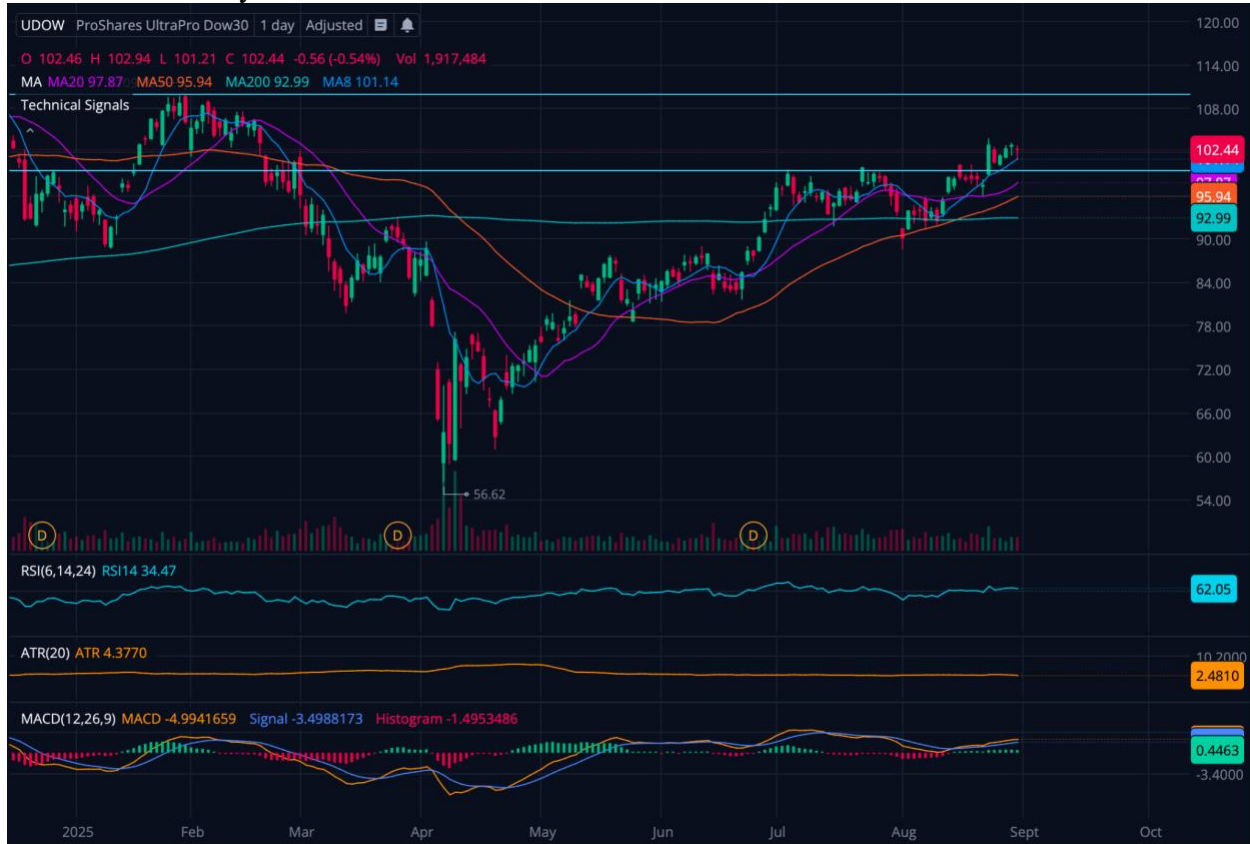 UDOW ProShares UltraPro Dow30 1 day Adjusted
O 102.46 H 102.94 L 101.21 C 102.44 -0.56 (-0.54%) Vol 1,917,484
MA MA20 97.87 MA50 95.94 MA200 92.99 MA8 101.14
Technical Signals
120.00
114.00
108.00
102.44
95.94
92.99
90.00
84.00
78.00
72.00
66.00
60.00
54.00
56.62
D D D
RSI(6,14,24) RSI14 34.47
62.05
ATR(20) ATR 4.3770
10.2000
2.4810
MACD(12,26,9) MACD -4.9941659 Signal -3.4988173 Histogram -1.4953486
0.4463
-3.4000
2025 Feb Mar Apr May Jun Jul Aug Sept Oct